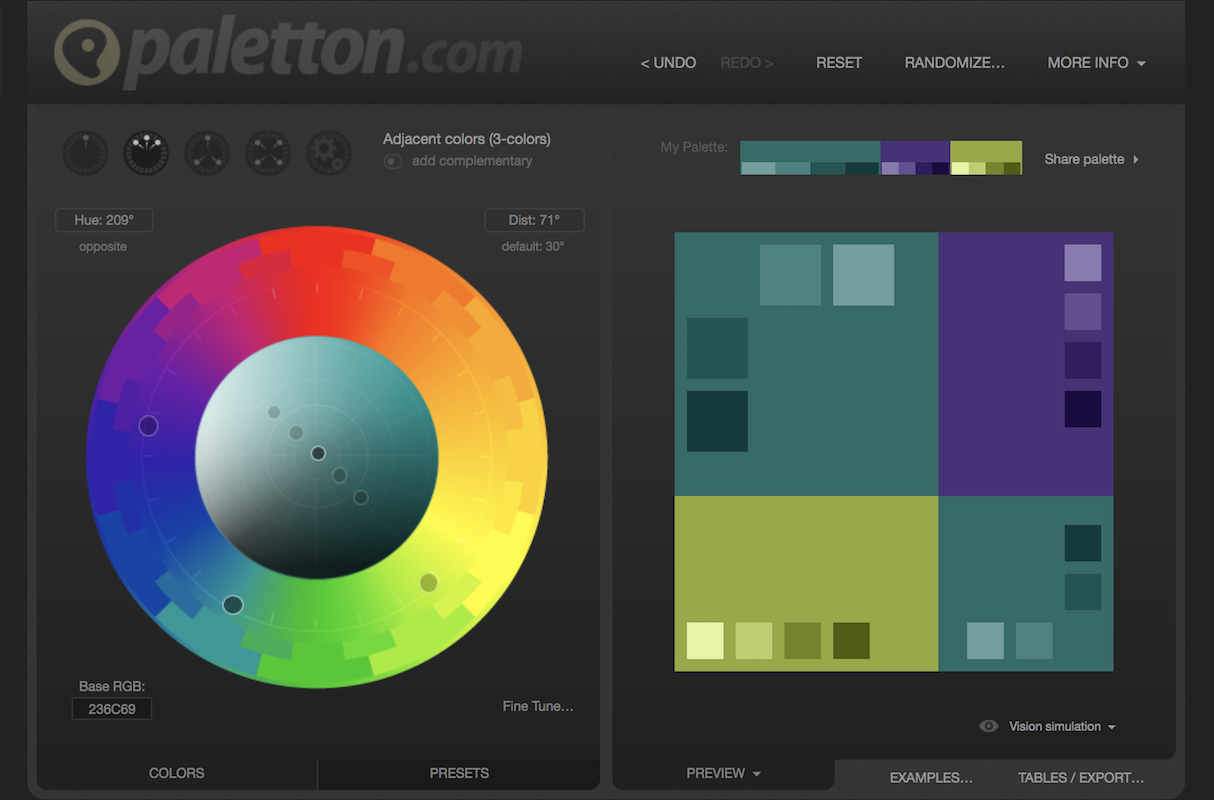 paletton.com
< UNDO REDO > RESET RANDOMIZE... MORE INFO
Adjacent colors (3-colors)
add complementary
My Palette:
Share palette
Hue: 209°
opposite
Dist: 71°
default: 30°
Base RGB:
236C69
Fine Tune...
Vision simulation
COLORS
PRESETS
PREVIEW
EXAMPLES...
TABLES / EXPORT...